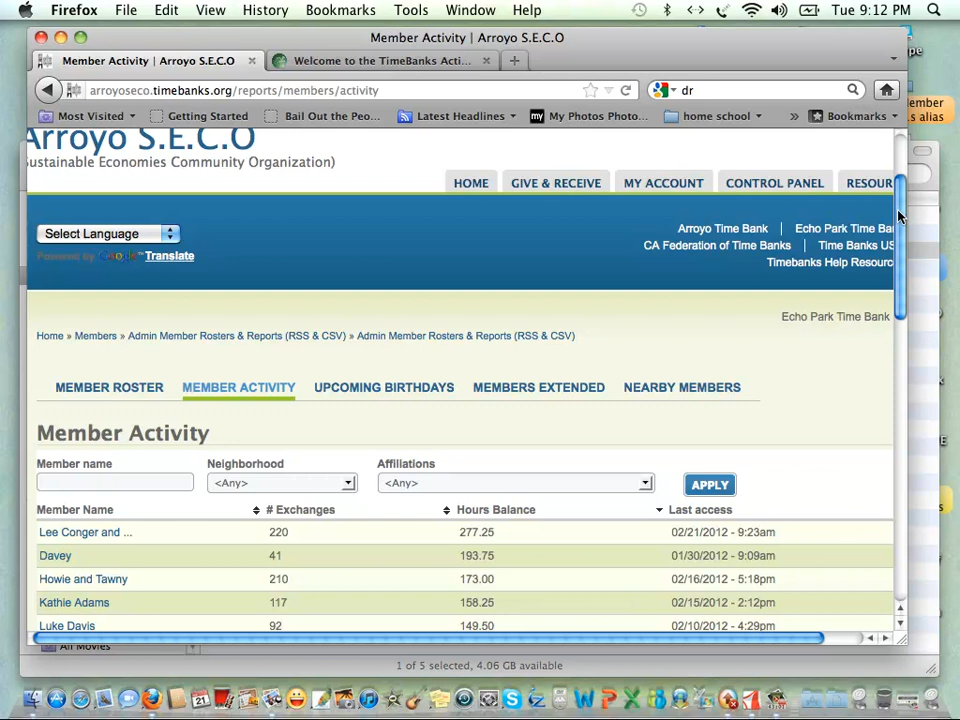 Firefox File Edit View History Bookmarks Tools Window Help Tue 9:12 PM
Member Activity | Arroyo S.E.C.O
Member Activity | Arroyo S.E.C.O Welcome to the TimeBanks Acti...
arroyoseco.timebanks.org/reports/members/activity dr
Most Visited Getting Started Bail Out the Peo... Latest Headlines my My Photos Photo... home school » Bookmarks
Arroyo S.E.C.O
Sustainable Economies Community Organization)
HOME GIVE & RECEIVE MY ACCOUNT CONTROL PANEL RESOUR
Select Language
Arroyo Time Bank | Echo Park Time Ban
CA Federation of Time Banks | Time Banks US
Powered by Google™ Translate
Timebanks Help Resourc
Echo Park Time Bank
Home » Members » Admin Member Rosters & Reports (RSS & CSV) » Admin Member Rosters & Reports (RSS & CSV)
MEMBER ROSTER MEMBER ACTIVITY UPCOMING BIRTHDAYS MEMBERS EXTENDED NEARBY MEMBERS
Member Activity
Member name Neighborhood Affiliations
<Any> <Any> APPLY
Member Name # Exchanges Hours Balance Last access
Lee Conger and ... 220 277.25 02/21/2012 - 9:23am
Davey 41 193.75 01/30/2012 - 9:09am
Howie and Tawny 210 173.00 02/16/2012 - 5:18pm
Kathie Adams 117 158.25 02/15/2012 - 2:12pm
Luke Davis 92 149.50 02/10/2012 - 4:29pm
All Movies
1 of 5 selected, 4.06 GB available